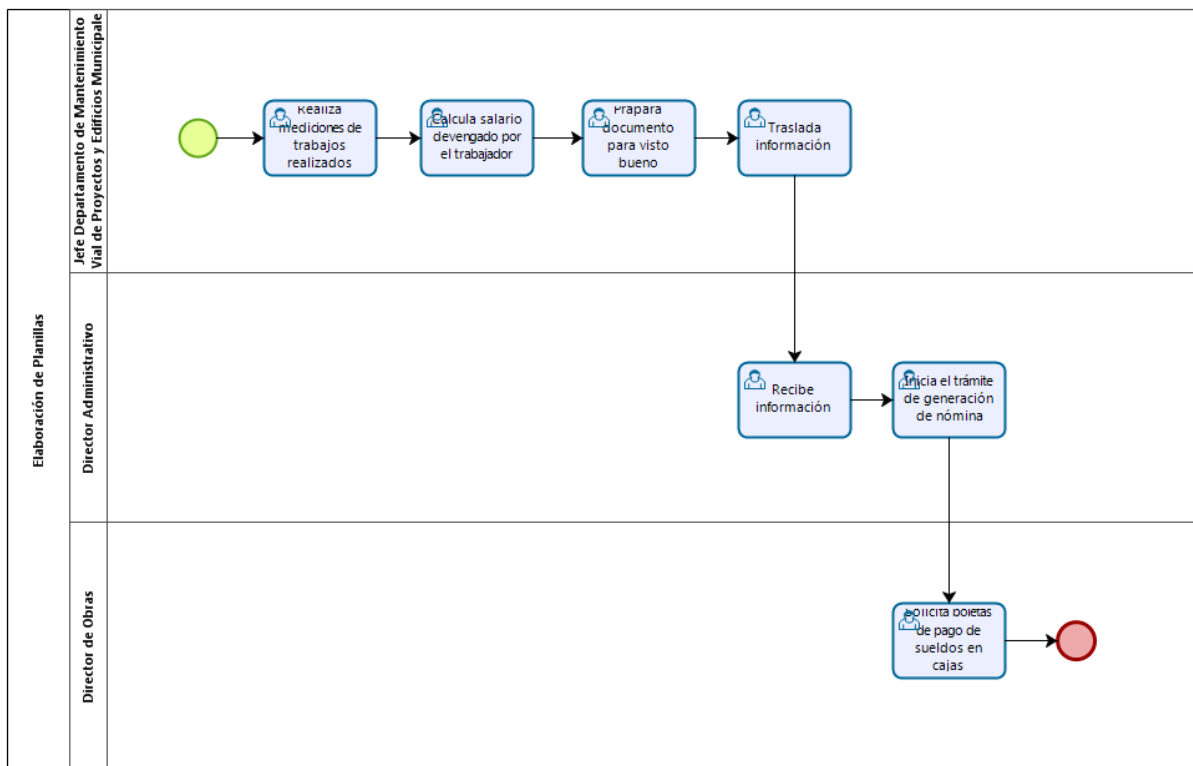 Elaboración de Planillas
Jefe Departamento de Mantenimiento
Vial de Proyectos y Edificios Municipale
Realiza
mediciones de
trabajos
realizados
Calcula salario
devengado por
el trabajador
Prapara
documento
para visto
bueno
Traslada
información
Director Administrativo
Recibe
información
Inicia el trámite
de generación
de nómina
Director de Obras
Solicita boletas
de pago de
sueldos en
cajas